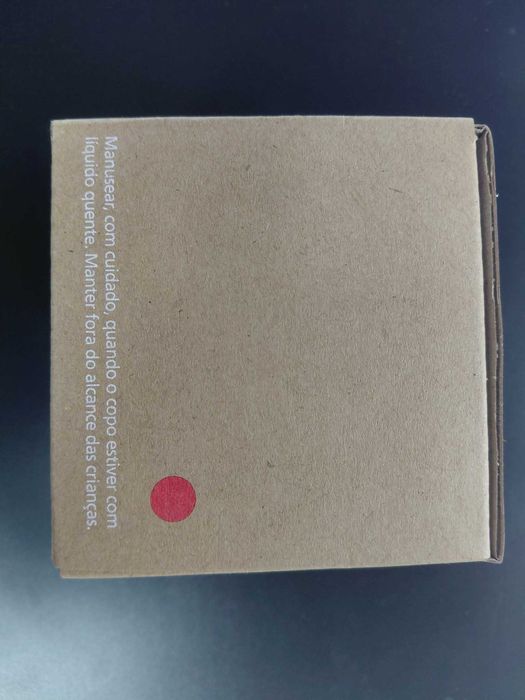 Manusear, com cuidado, quando o copo estiver com
líquido quente. Manter fora do alcance das crianças.